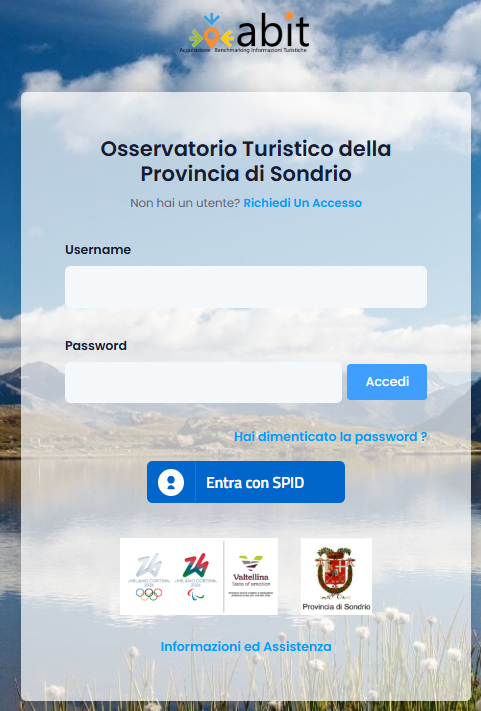 abit
Acquisizione Benchmarking Informazioni Turistiche
Osservatorio Turistico della
Provincia di Sondrio
Non hai un utente? Richiedi Un Accesso
Username
Password
Accedi
Hai dimenticato la password ?
Entra con SPID
MILANO CORTINA
2026
MILANO CORTINA
2026
Valtellina
Taste of emotion
Provincia di Sondrio
Informazioni ed Assistenza